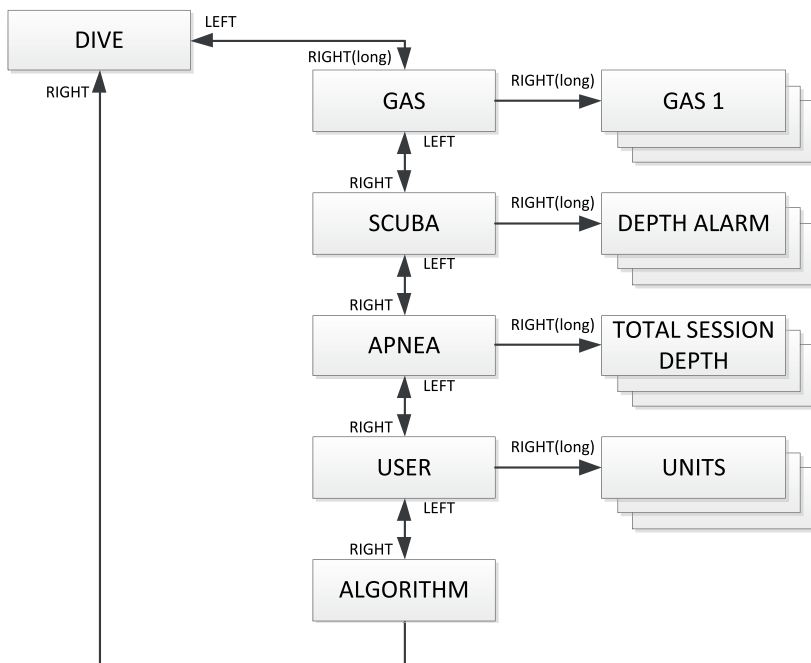 DIVE
LEFT
RIGHT(long)
RIGHT
GAS
RIGHT(long)
GAS 1
LEFT
RIGHT
SCUBA
RIGHT(long)
DEPTH ALARM
LEFT
RIGHT
APNEA
RIGHT(long)
TOTAL SESSION
DEPTH
LEFT
RIGHT
USER
RIGHT(long)
UNITS
LEFT
RIGHT
ALGORITHM